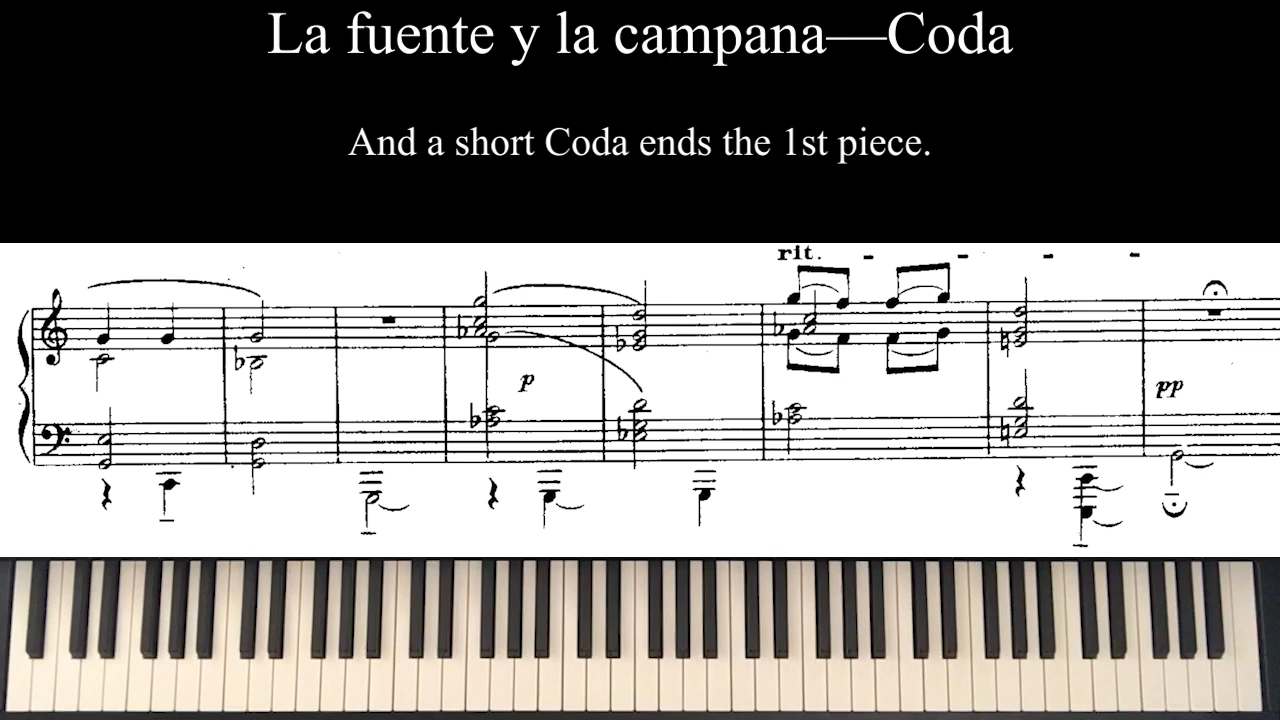 La fuente y la campana—Coda
And a short Coda ends the 1st piece.
rit. - - - -
p
pp